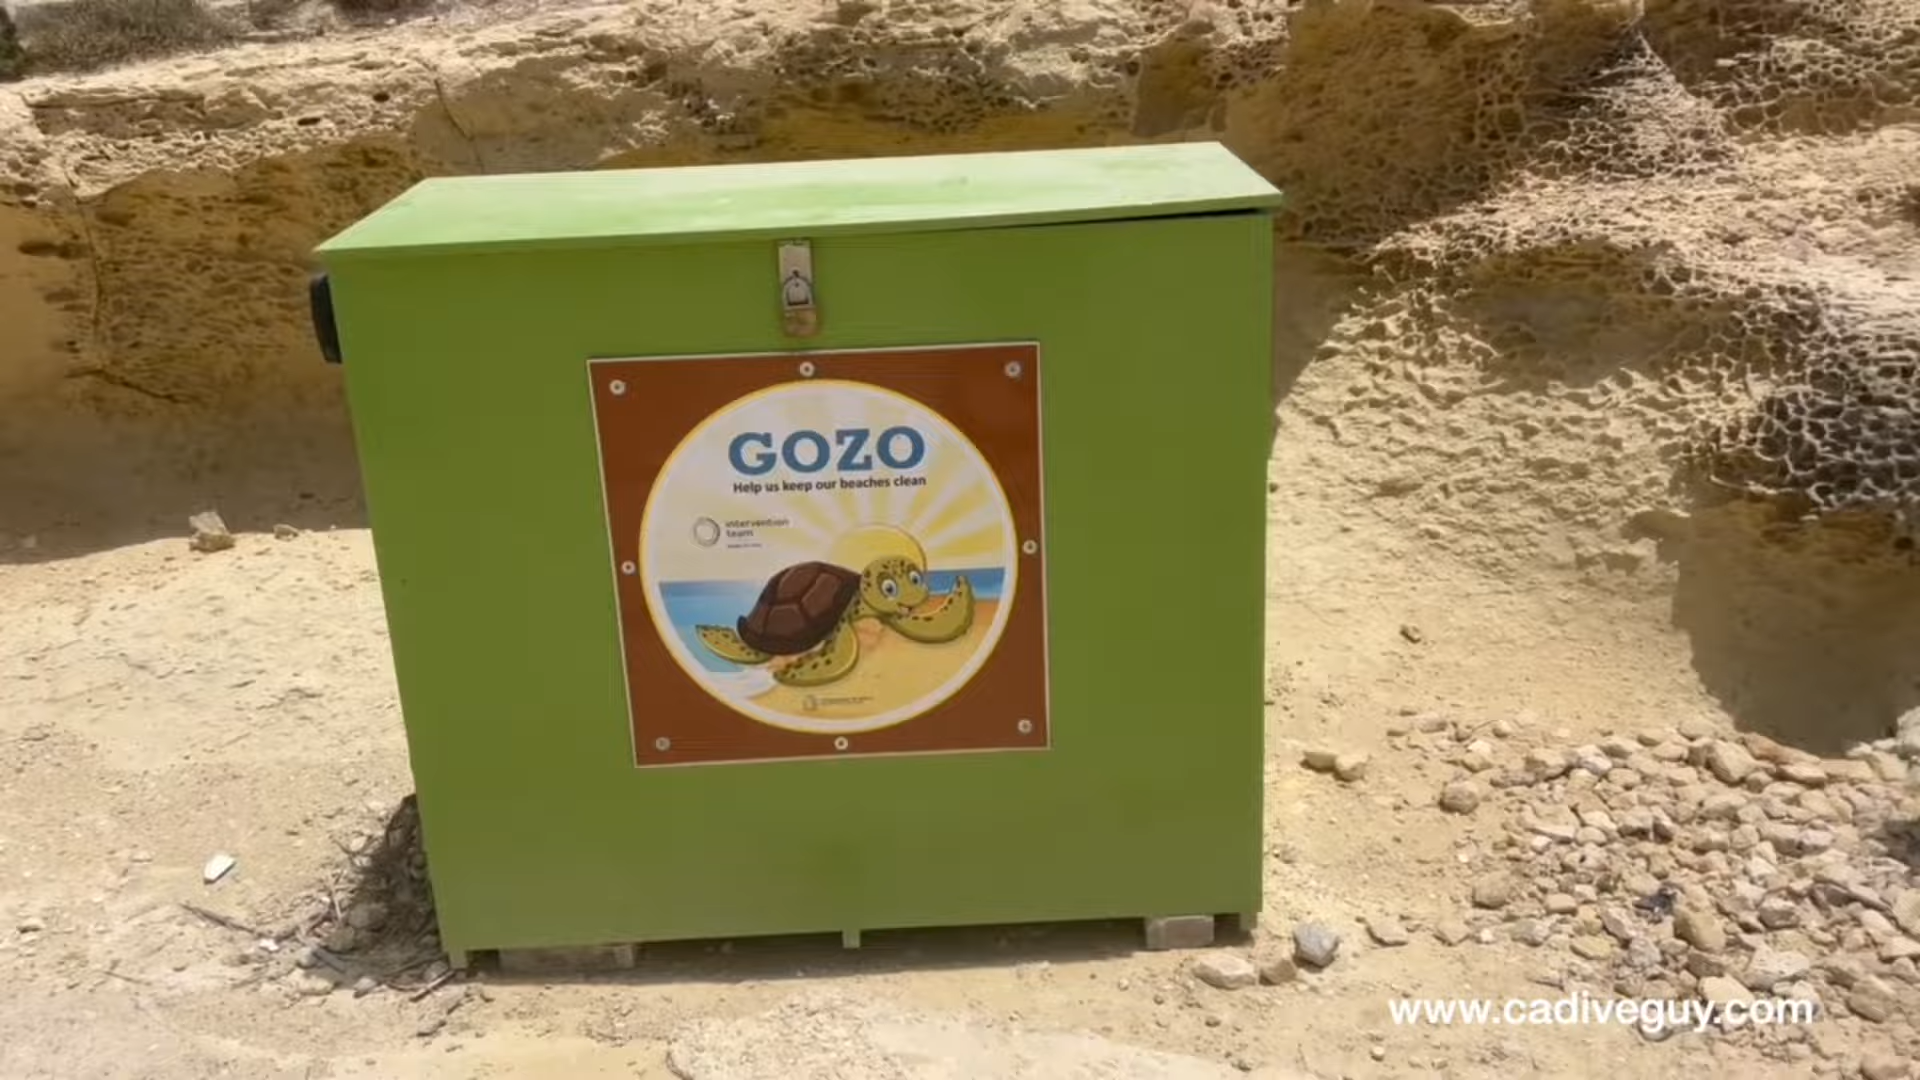 GOZO
Help us keep our beaches clean
intervention
team
www.cadiveguy.com